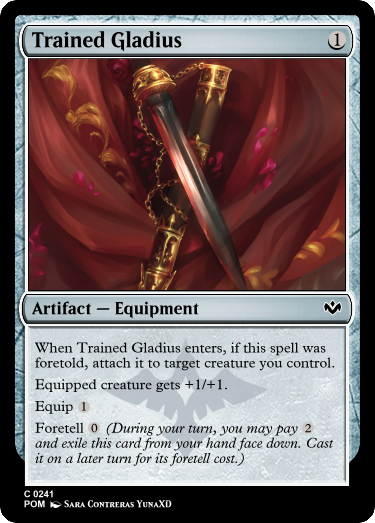 Trained Gladius 1
Artifact — Equipment
When Trained Gladius enters, if this spell was
foretold, attach it to target creature you control.
Equipped creature gets +1/+1.
Equip 1
Foretell 0 (During your turn, you may pay 2
and exile this card from your hand face down. Cast
it on a later turn for its foretell cost.)
C 0241
POM Sara Contreras YunaXD